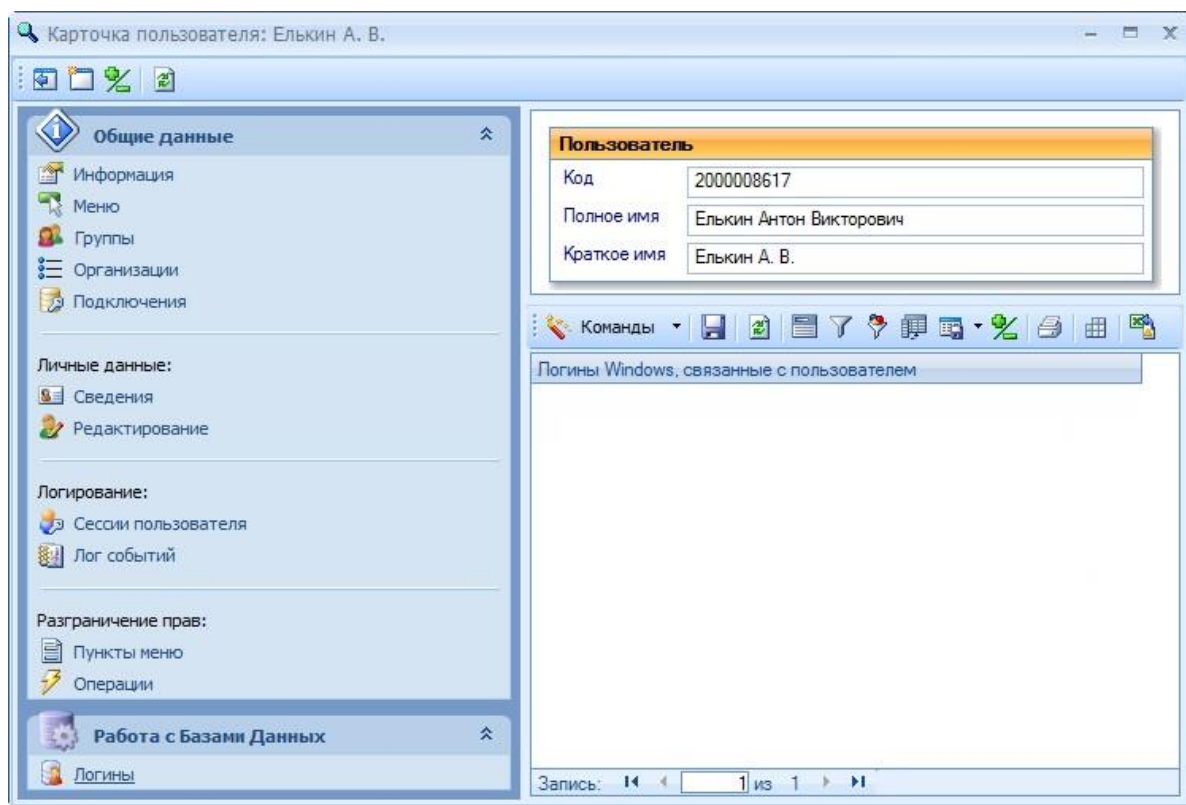 Карточка пользователя: Елькин А. В.
Общие данные
Информация
Меню
Группы
Организации
Подключения
Личные данные:
Сведения
Редактирование
Логирование:
Сессии пользователя
Лог событий
Разграничение прав:
Пункты меню
Операции
Работа с Базами Данных
Логины
Пользователь
Код 2000008617
Полное имя Елькин Антон Викторович
Краткое имя Елькин А. В.
Команды
Логины Windows, связанные с пользователем
Запись: 1 из 1